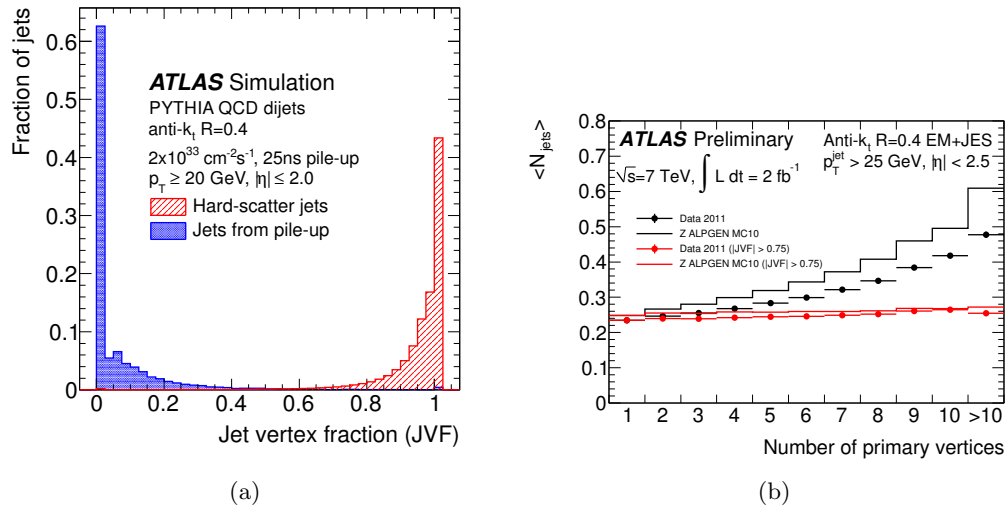 Fraction of jets
0.6
0.5
0.4
0.3
0.2
0.1
0
ATLAS Simulation
PYTHIA QCD dijets
anti-kt R=0.4
2x10^33 cm^-2 s^-1, 25ns pile-up
pT ≥ 20 GeV, |η| ≤ 2.0
Hard-scatter jets
Jets from pile-up
0 0.2 0.4 0.6 0.8 1
Jet vertex fraction (JVF)
(a)
<Njets>
0.8
0.7
0.6
0.5
0.4
0.3
0.2
0.1
0
ATLAS Preliminary
√s=7 TeV, ∫ L dt = 2 fb^-1
Anti-kt R=0.4 EM+JES
pT^jet > 25 GeV, |η| < 2.5
Data 2011
Z ALPGEN MC10
Data 2011 (|JVF| > 0.75)
Z ALPGEN MC10 (|JVF| > 0.75)
1 2 3 4 5 6 7 8 9 10 >10
Number of primary vertices
(b)